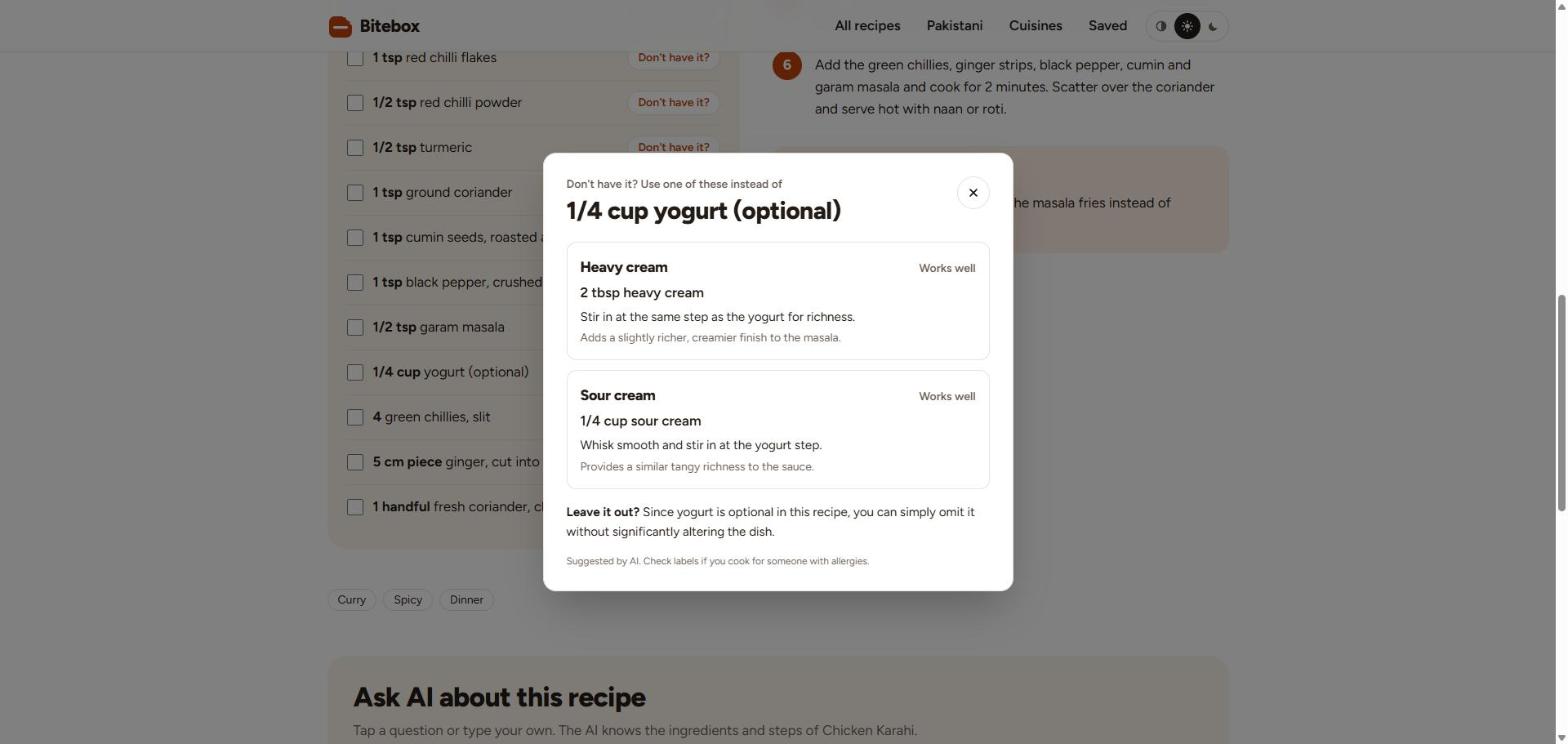 Bitebox
All recipes
Pakistani
Cuisines
Saved
1 tsp red chilli flakes
Don't have it?
1/2 tsp red chilli powder
Don't have it?
1/2 tsp turmeric
Don't have it?
1 tsp ground coriander
1 tsp cumin seeds, roasted
1 tsp black pepper, crushed
1/2 tsp garam masala
1/4 cup yogurt (optional)
4 green chillies, slit
5 cm piece ginger, cut into
1 handful fresh coriander,
6
Add the green chillies, ginger strips, black pepper, cumin and
garam masala and cook for 2 minutes. Scatter over the coriander
and serve hot with naan or roti.
he masala fries instead of
Don't have it? Use one of these instead of
1/4 cup yogurt (optional)
Heavy cream
Works well
2 tbsp heavy cream
Stir in at the same step as the yogurt for richness.
Adds a slightly richer, creamier finish to the masala.
Sour cream
Works well
1/4 cup sour cream
Whisk smooth and stir in at the yogurt step.
Provides a similar tangy richness to the sauce.
Leave it out? Since yogurt is optional in this recipe, you can simply omit it
without significantly altering the dish.
Suggested by AI. Check labels if you cook for someone with allergies.
Curry
Spicy
Dinner
Ask AI about this recipe
Tap a question or type your own. The AI knows the ingredients and steps of Chicken Karahi.